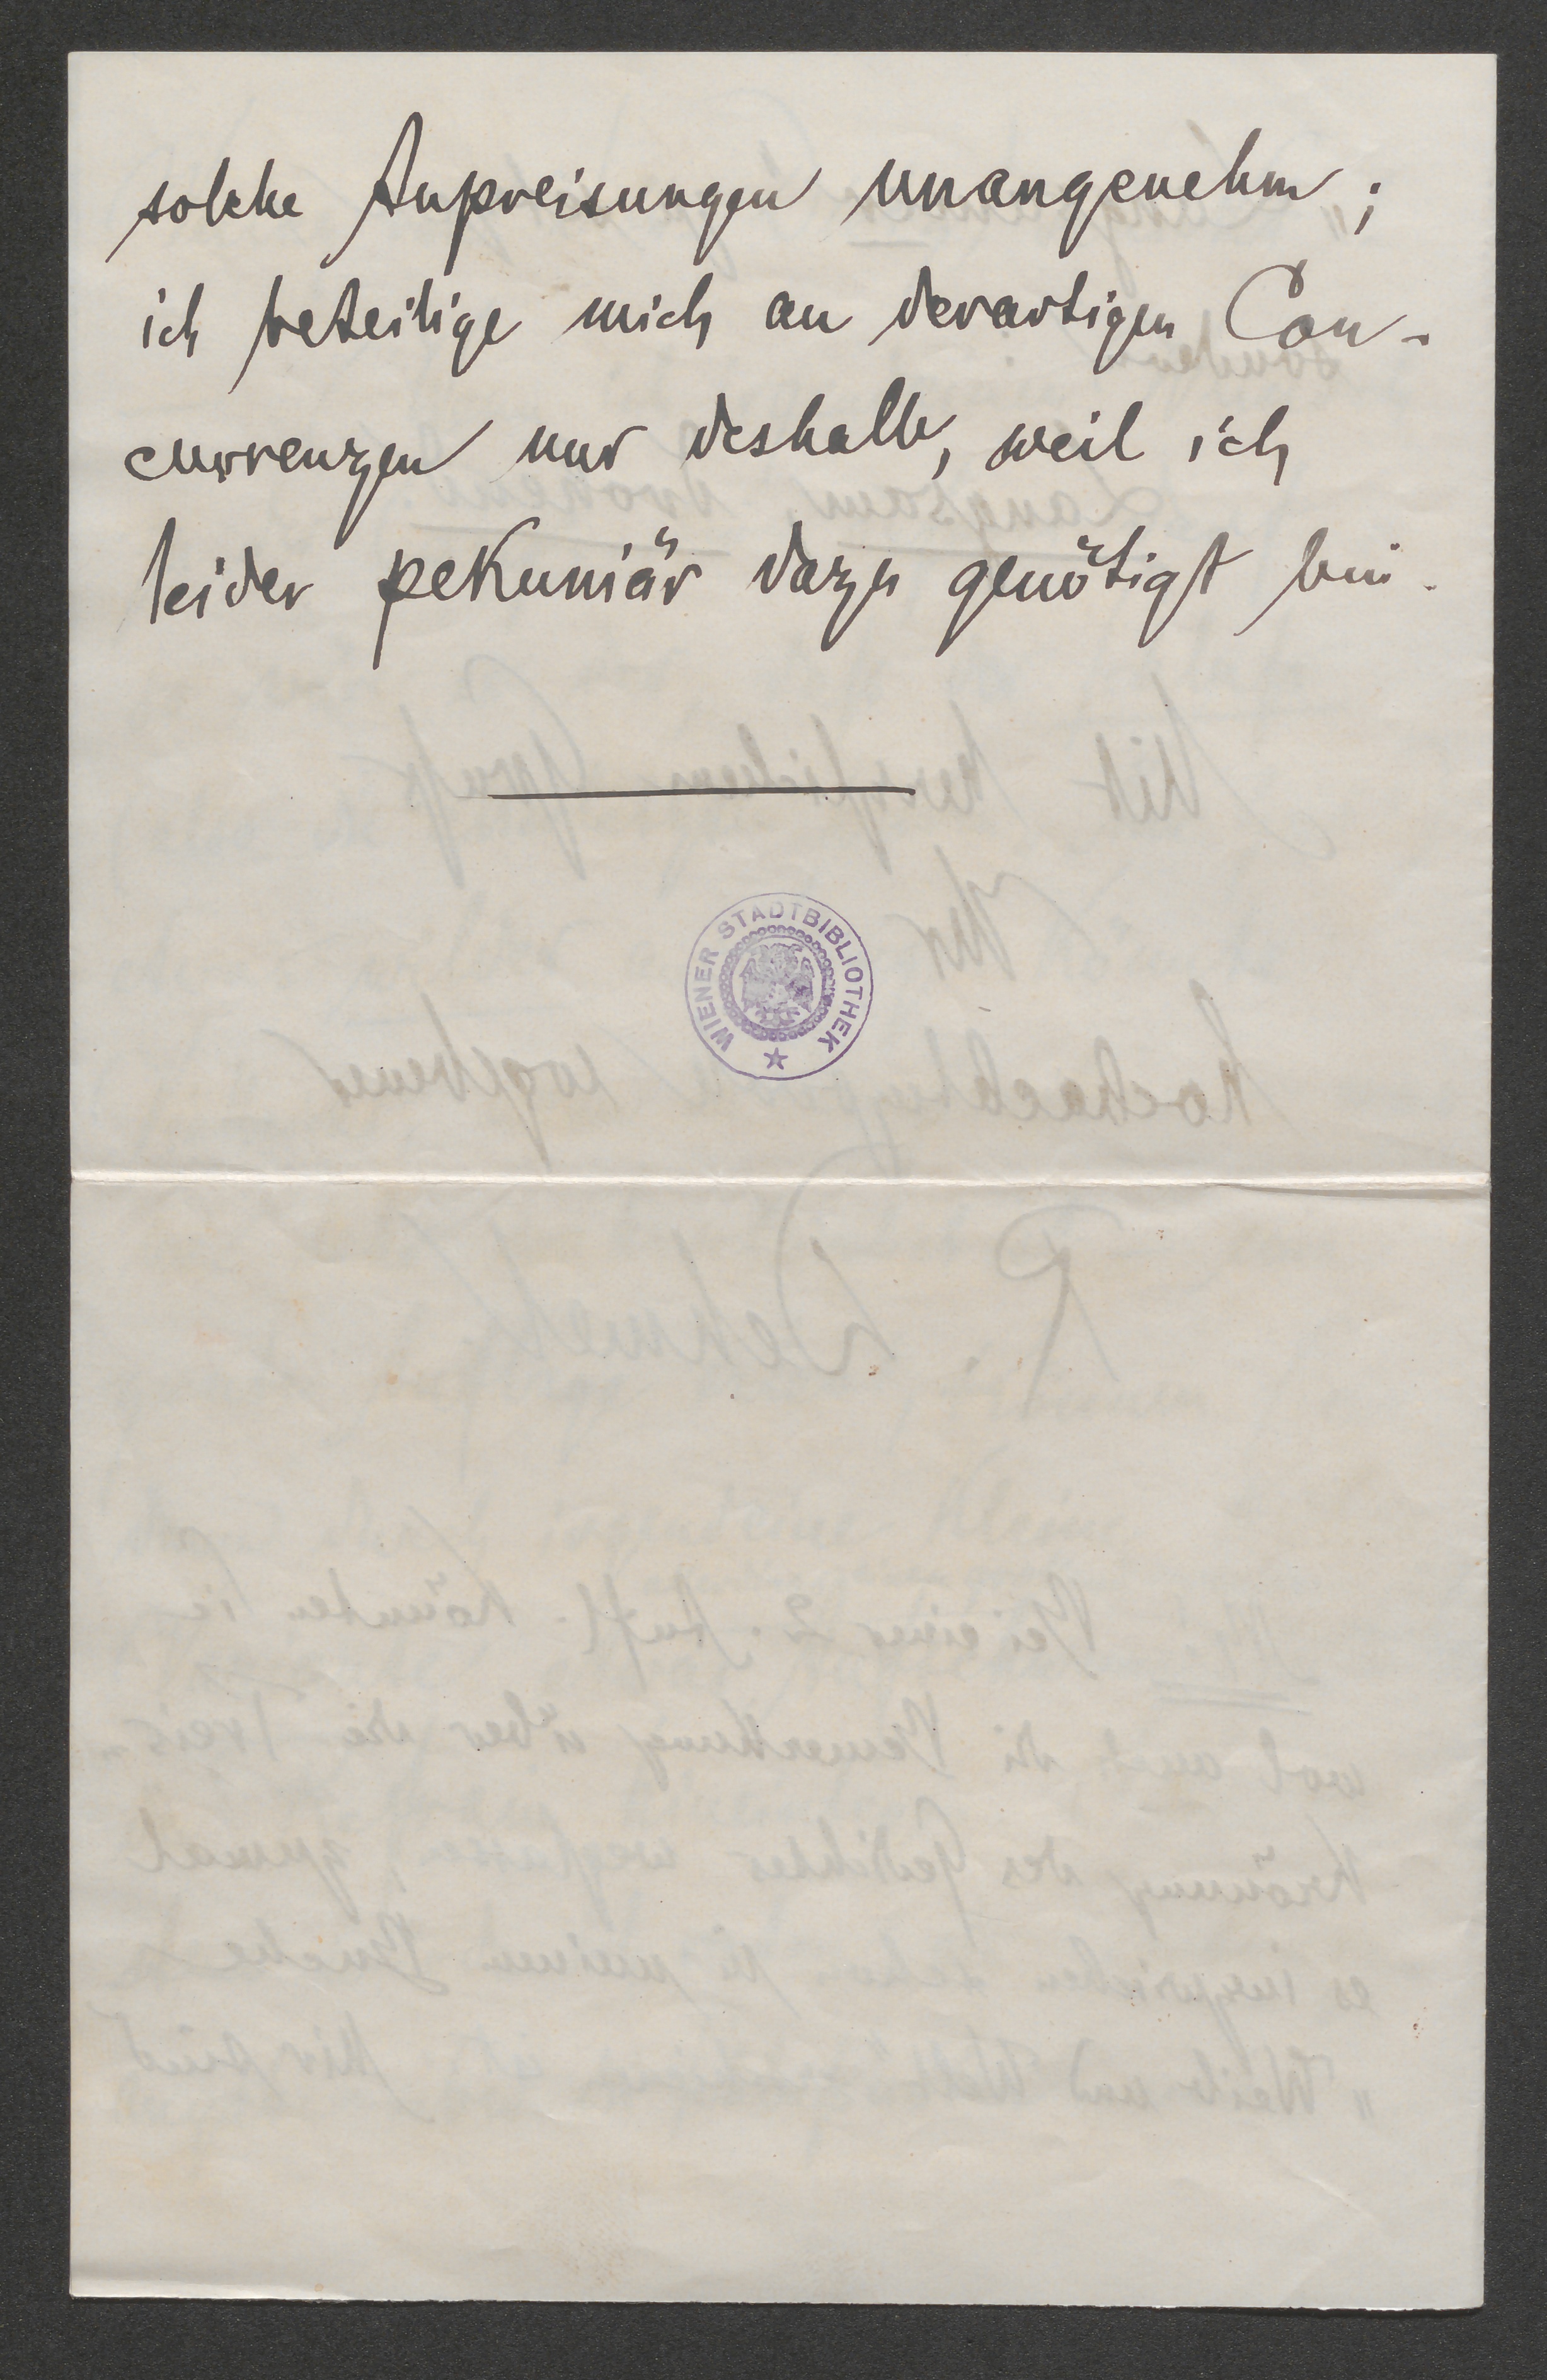 solche Anpreisungen unangenehm;
ich beteilige mich an derartigen Con-
currenzen nur deshalb, weil ich
leider pekuniär dazu genötigt bin.
WIENER STADTBIBLIOTHEK